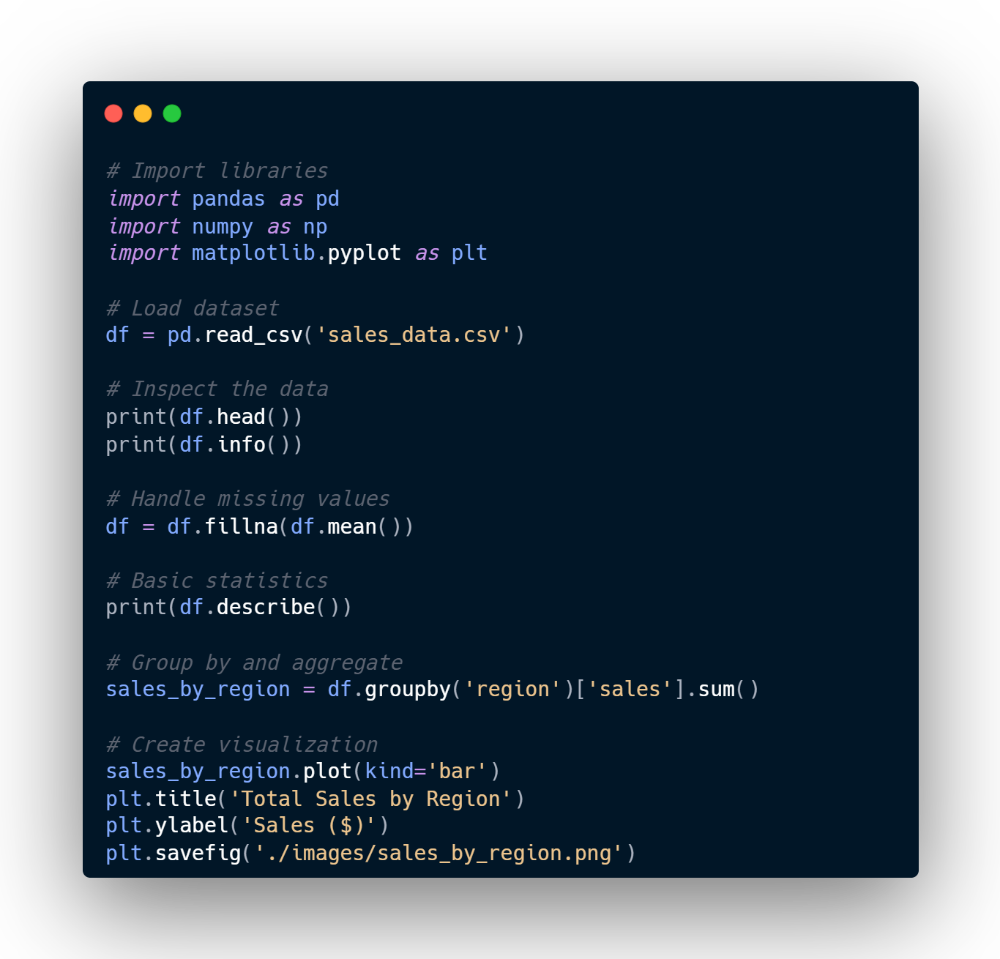 # Import libraries
import pandas as pd
import numpy as np
import matplotlib.pyplot as plt

# Load dataset
df = pd.read_csv('sales_data.csv')

# Inspect the data
print(df.head())
print(df.info())

# Handle missing values
df = df.fillna(df.mean())

# Basic statistics
print(df.describe())

# Group by and aggregate
sales_by_region = df.groupby('region')['sales'].sum()

# Create visualization
sales_by_region.plot(kind='bar')
plt.title('Total Sales by Region')
plt.ylabel('Sales ($)')
plt.savefig('./images/sales_by_region.png')